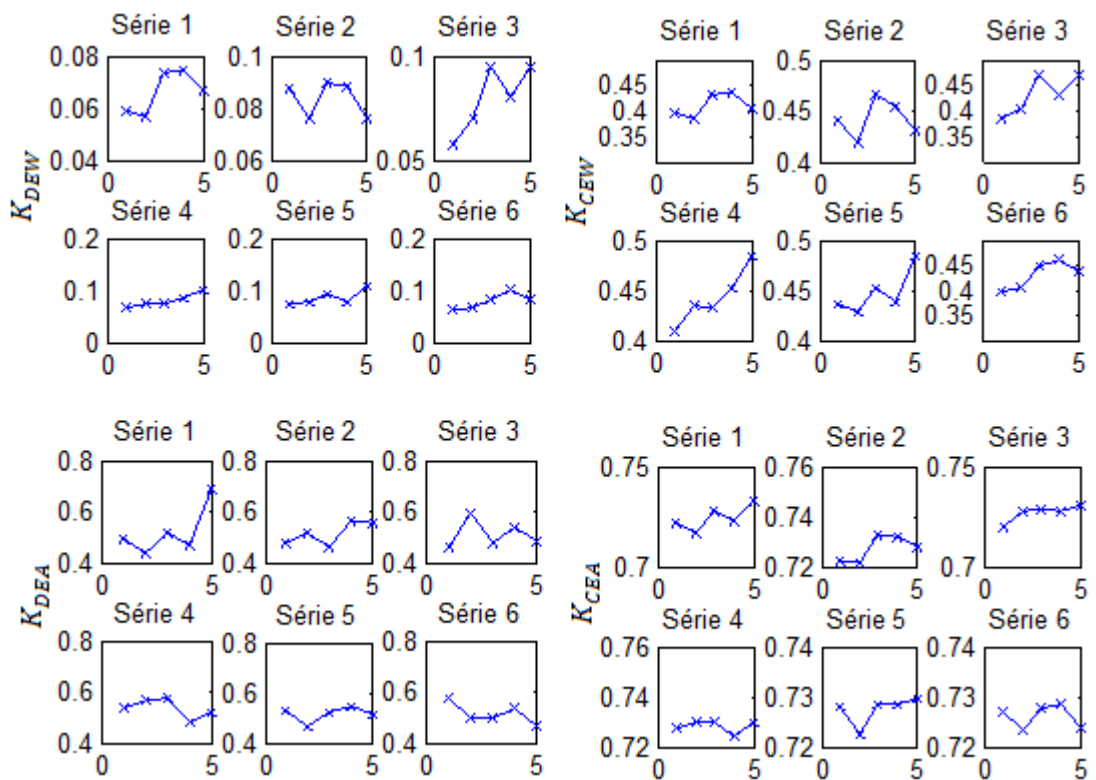 Série 1 Série 2 Série 3
0.08 0.1 0.1
0.06 0.08
0.04 0.06 0.05
0 5 0 5 0 5
K_DEW
Série 4 Série 5 Série 6
0.2 0.2 0.2
0.1 0.1 0.1
0 0 0
0 5 0 5 0 5
Série 1 Série 2 Série 3
0.45 0.5 0.45
0.4 0.45 0.4
0.35 0.4 0.35
0 5 0 5 0 5
K_CEW
Série 4 Série 5 Série 6
0.5 0.5 0.45
0.45 0.45 0.4
0.4 0.4 0.35
0 5 0 5 0 5
Série 1 Série 2 Série 3
0.8 0.8 0.8
0.6 0.6 0.6
0.4 0.4 0.4
K_DEA
Série 4 Série 5 Série 6
0.8 0.8 0.8
0.6 0.6 0.6
0.4 0.4 0.4
0 5 0 5 0 5
Série 1 Série 2 Série 3
0.75 0.76 0.75
0.74
0.7 0.72 0.7
K_CEA
Série 4 Série 5 Série 6
0.76 0.74 0.74
0.74 0.73 0.73
0.72 0.72 0.72
0 5 0 5 0 5